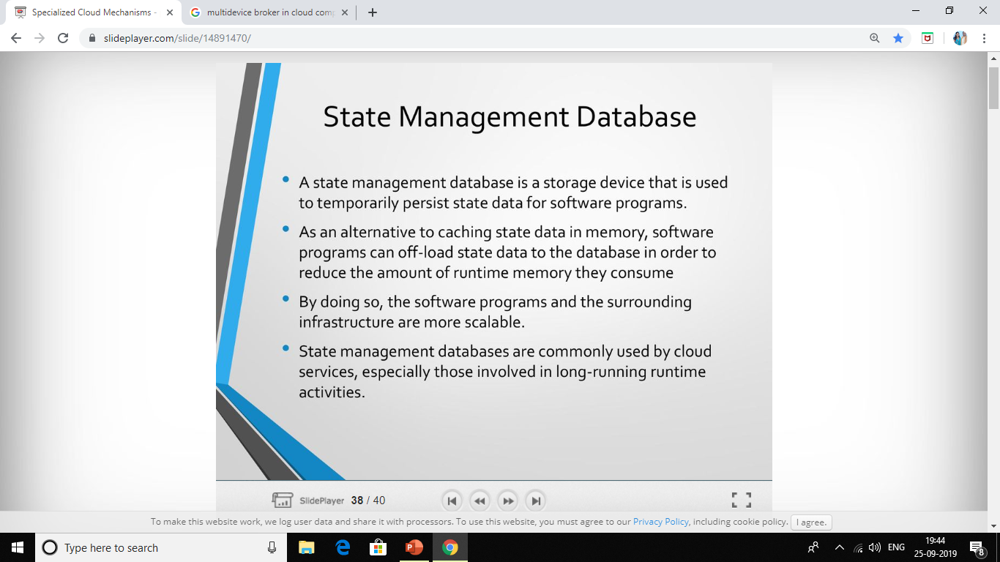 Specialized Cloud Mechanisms -
multidevice broker in cloud comp
slideplayer.com/slide/14891470/
State Management Database
• A state management database is a storage device that is used
to temporarily persist state data for software programs.
• As an alternative to caching state data in memory, software
programs can off-load state data to the database in order to
reduce the amount of runtime memory they consume
• By doing so, the software programs and the surrounding
infrastructure are more scalable.
• State management databases are commonly used by cloud
services, especially those involved in long-running runtime
activities.
SlidePlayer 38 / 40
To make this website work, we log user data and share it with processors. To use this website, you must agree to our Privacy Policy, including cookie policy. I agree.
Type here to search
ENG
19:44
25-09-2019
8